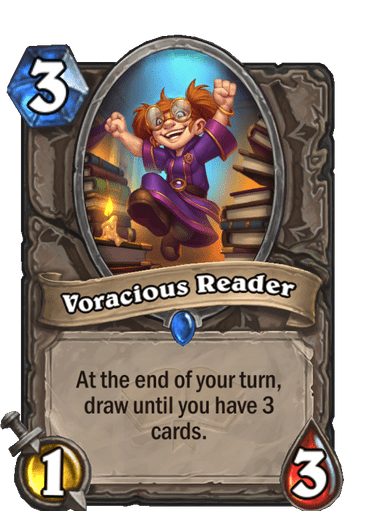 3
Voracious Reader
At the end of your turn,
draw until you have 3
cards.
1
3